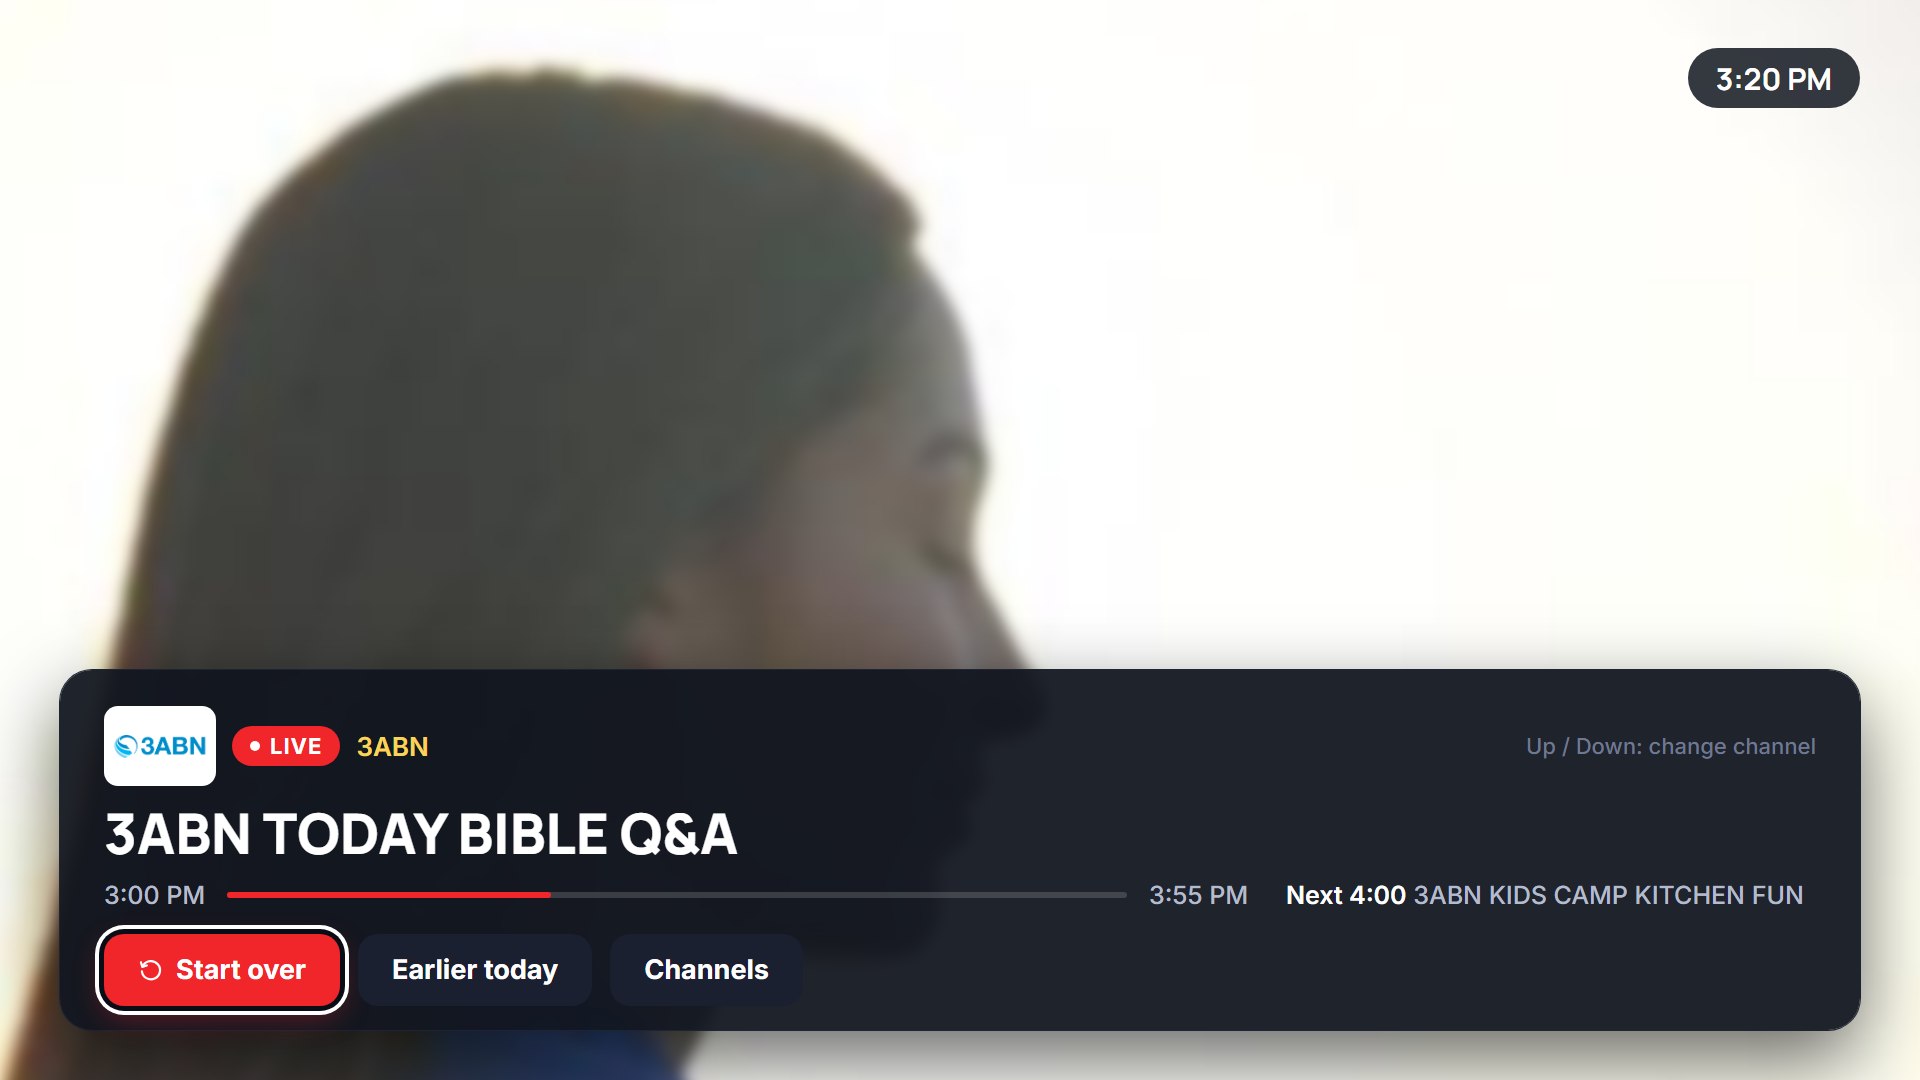 3:20 PM
3ABN
LIVE
3ABN
Up / Down: change channel
3ABN TODAY BIBLE Q&A
3:00 PM
3:55 PM
Next 4:00 3ABN KIDS CAMP KITCHEN FUN
Start over
Earlier today
Channels